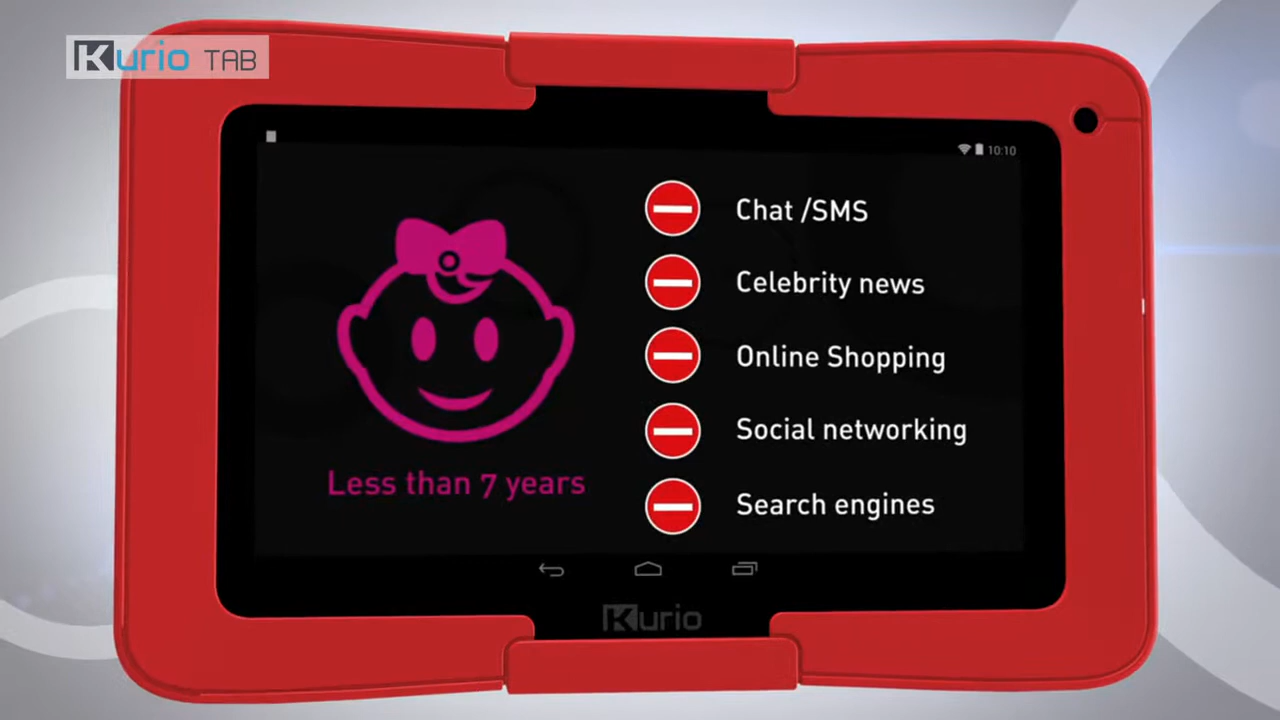 Kurio TAB
10:10
Chat /SMS
Celebrity news
Online Shopping
Social networking
Search engines
Less than 7 years
Kurio